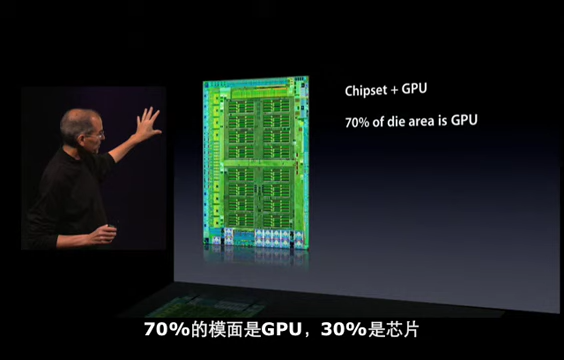 Chipset + GPU
70% of die area is GPU
70%的模面是GPU，30%是芯片